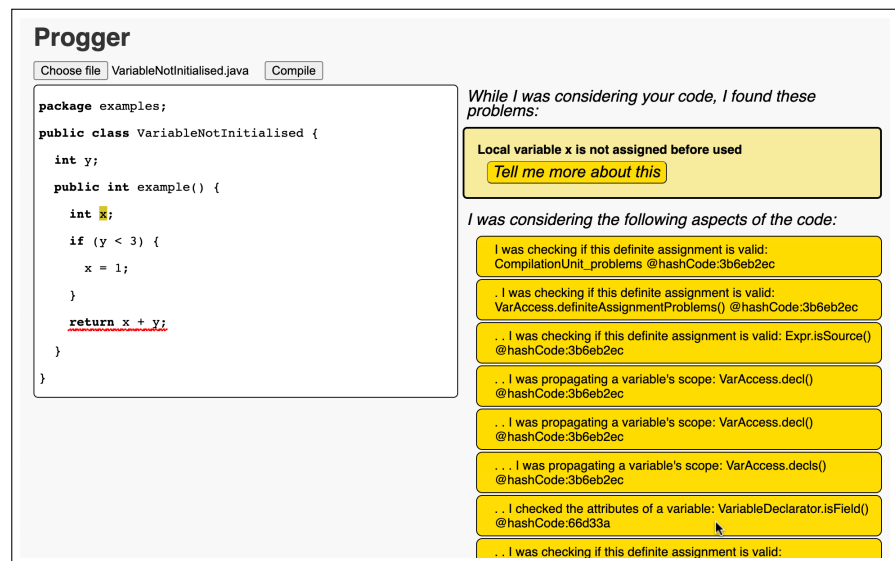 Progger
Choose file VariableNotInitialised.java Compile
package examples;
public class VariableNotInitialised {
int y;
public int example() {
int x;
if (y < 3) {
x = 1;
}
return x + y;
}
}
While I was considering your code, I found these
problems:
Local variable x is not assigned before used
Tell me more about this
I was considering the following aspects of the code:
I was checking if this definite assignment is valid:
CompilationUnit_problems @hashCode:3b6eb2ec
. I was checking if this definite assignment is valid:
VarAccess.definiteAssignmentProblems() @hashCode:3b6eb2ec
. . I was checking if this definite assignment is valid: Expr.isSource()
@hashCode:3b6eb2ec
. . I was propagating a variable's scope: VarAccess.decl()
@hashCode:3b6eb2ec
. . I was propagating a variable's scope: VarAccess.decl()
@hashCode:3b6eb2ec
. . . I was propagating a variable's scope: VarAccess.decls()
@hashCode:3b6eb2ec
. . I checked the attributes of a variable: VariableDeclarator.isField()
@hashCode:66d33a
. . I was checking if this definite assignment is valid: